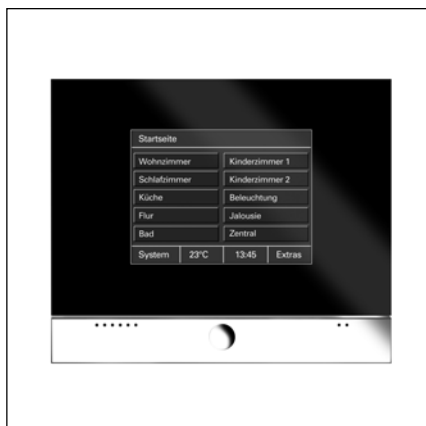 Startseite
Wohnzimmer Kinderzimmer 1
Schlafzimmer Kinderzimmer 2
Küche Beleuchtung
Flur Jalousie
Bad Zentral
System 23°C 13:45 Extras